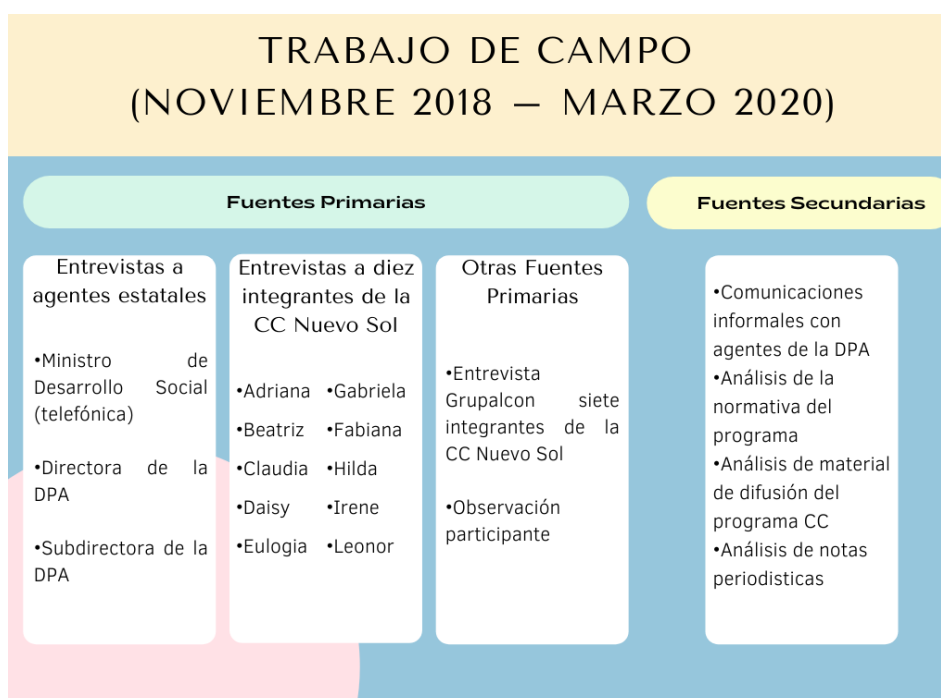 TRABAJO DE CAMPO
(NOVIEMBRE 2018 – MARZO 2020)
Fuentes Primarias
Entrevistas a
agentes estatales
•Ministro de
Desarrollo Social
(telefónica)
•Directora de la
DPA
•Subdirectora de la
DPA
Entrevistas a diez
integrantes de la
CC Nuevo Sol
•Adriana
•Beatriz
•Claudia
•Daisy
•Eulogia
•Gabriela
•Fabiana
•Hilda
•Irene
•Leonor
Otras Fuentes
Primarias
•Entrevista
Grupalcon siete
integrantes de la
CC Nuevo Sol
•Observación
participante
Fuentes Secundarias
•Comunicaciones
informales con
agentes de la DPA
•Análisis de la
normativa del
programa
•Análisis de material
de difusión del
programa CC
•Análisis de notas
periodisticas